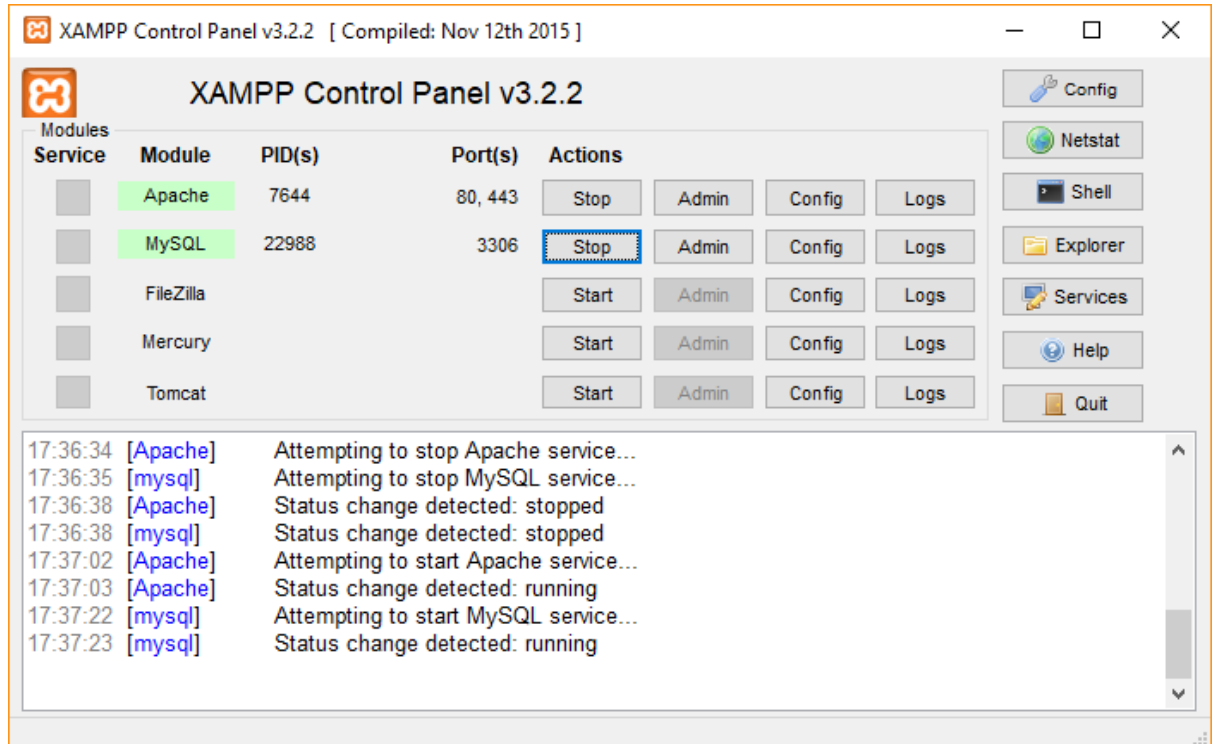 XAMPP Control Panel v3.2.2 [ Compiled: Nov 12th 2015 ]
XAMPP Control Panel v3.2.2
Config
Modules
Netstat
Service Module PID(s) Port(s) Actions
Apache 7644 80, 443 Stop Admin Config Logs
Shell
MySQL 22988 3306 Stop Admin Config Logs
Explorer
FileZilla Start Admin Config Logs
Services
Mercury Start Admin Config Logs
Help
Tomcat Start Admin Config Logs
Quit
17:36:34 [Apache] Attempting to stop Apache service...
17:36:35 [mysql] Attempting to stop MySQL service...
17:36:38 [Apache] Status change detected: stopped
17:36:38 [mysql] Status change detected: stopped
17:37:02 [Apache] Attempting to start Apache service...
17:37:03 [Apache] Status change detected: running
17:37:22 [mysql] Attempting to start MySQL service...
17:37:23 [mysql] Status change detected: running